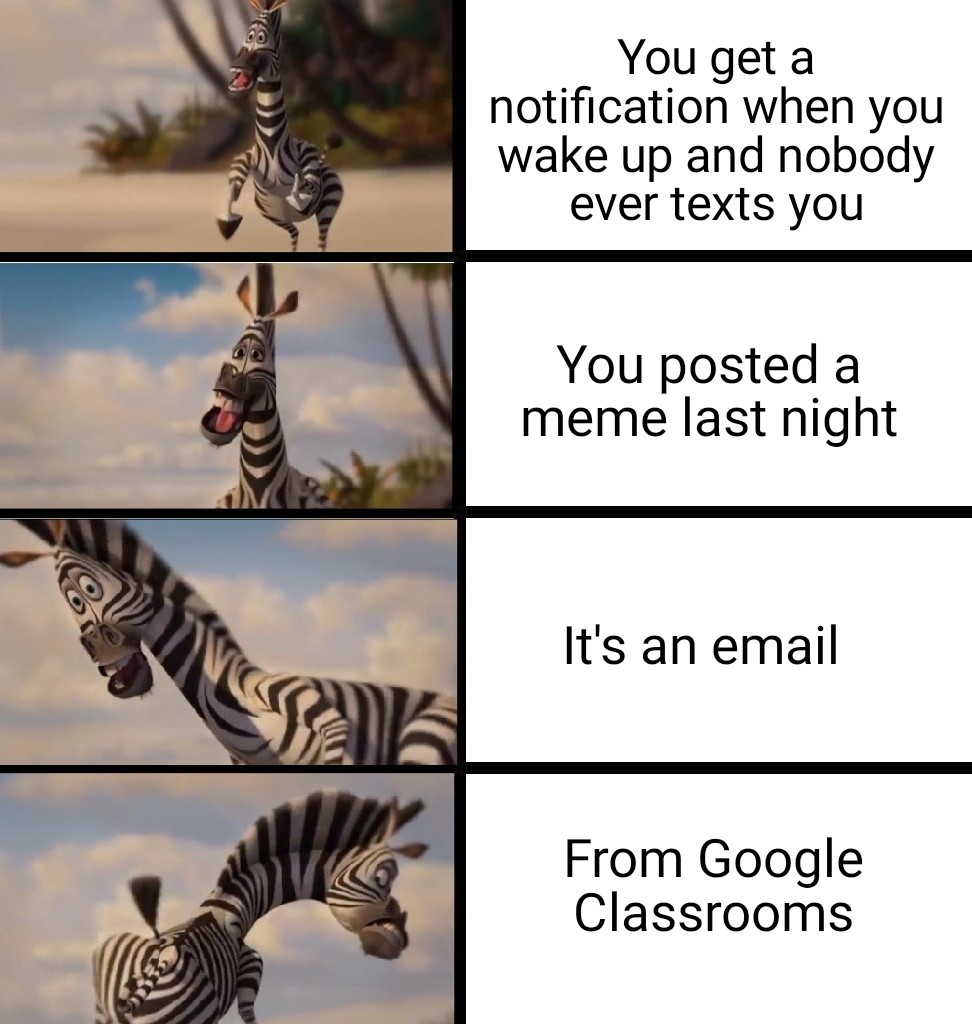 You get a
notification when you
wake up and nobody
ever texts you
You posted a
meme last night
It's an email
From Google
Classrooms